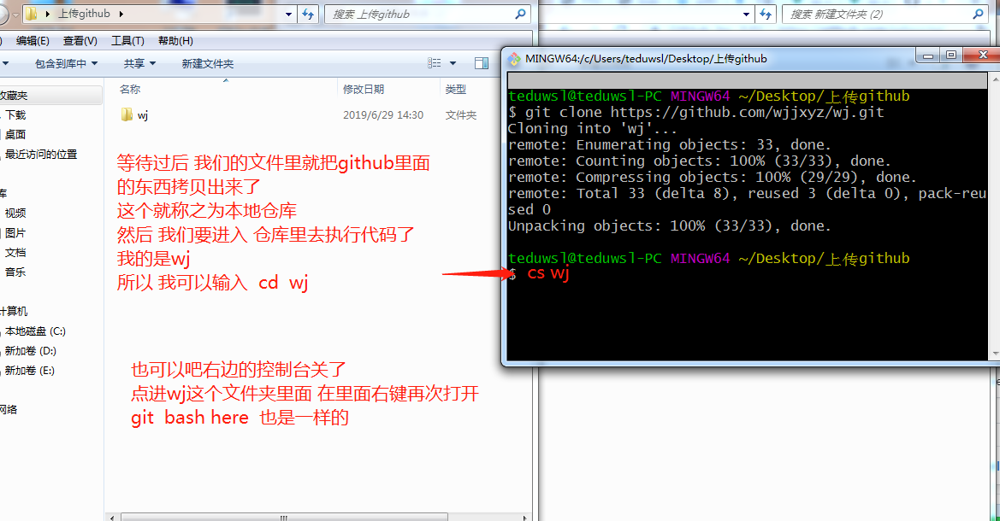 上传github
搜索 上传github
搜索 新建文件夹 (2)
编辑(E) 查看(V) 工具(T) 帮助(H)
包含到库中 共享 新建文件夹
名称 修改日期 类型
wj 2019/6/29 14:30 文件夹
收藏夹
下载
桌面
最近访问的位置
库
视频
图片
文档
音乐
计算机
本地磁盘 (C:)
新加卷 (D:)
新加卷 (E:)
网络
等待过后 我们的文件里就把github里面
的东西拷贝出来了
这个就称之为本地仓库
然后 我们要进入 仓库里去执行代码了
我的是wj
所以 我可以输入 cd wj
也可以吧右边的控制台关了
点进wj这个文件夹里面 在里面右键再次打开
git bash here 也是一样的
MINGW64:/c/Users/teduwsl/Desktop/上传github
teduwsl@teduwsl-PC MINGW64 ~/Desktop/上传github
$ git clone https://github.com/wjjxyz/wj.git
Cloning into 'wj'...
remote: Enumerating objects: 33, done.
remote: Counting objects: 100% (33/33), done.
remote: Compressing objects: 100% (29/29), done.
remote: Total 33 (delta 8), reused 3 (delta 0), pack-reu
sed 0
Unpacking objects: 100% (33/33), done.
teduwsl@teduwsl-PC MINGW64 ~/Desktop/上传github
$ cs wj